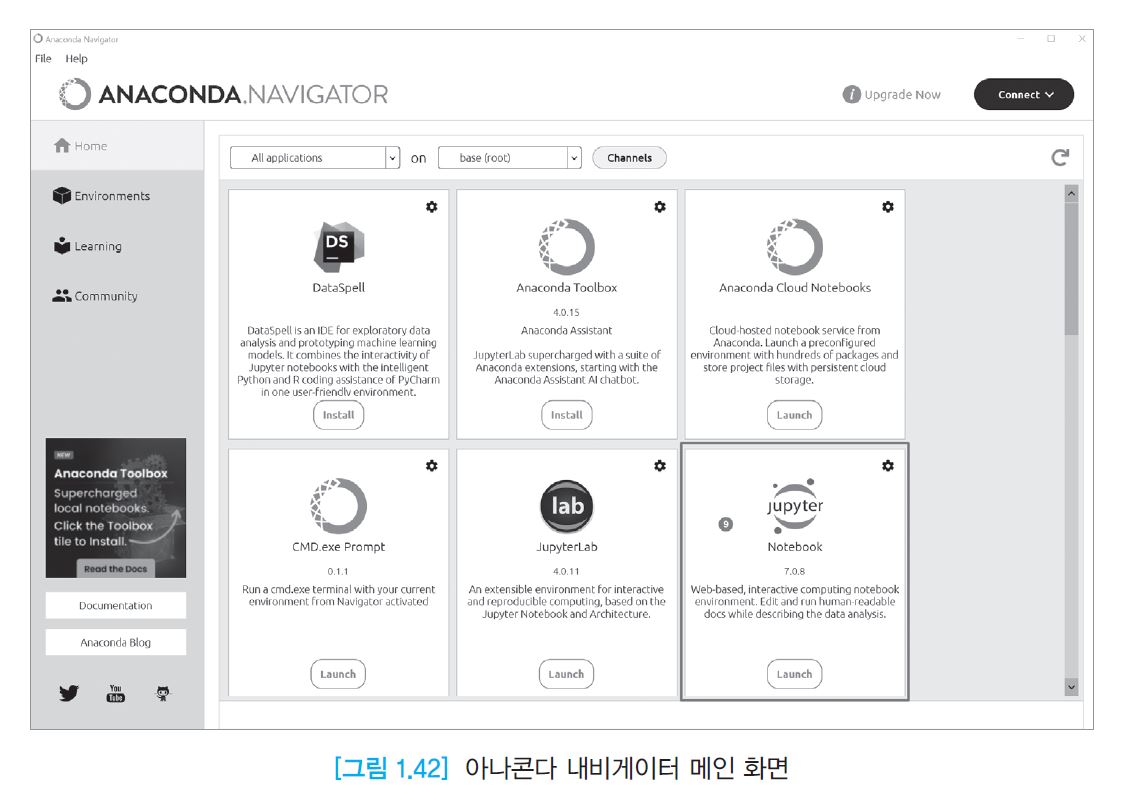 Anaconda.Navigator
File Help
ANACONDA.NAVIGATOR
i Upgrade Now
Connect
Home
Environments
Learning
Community
NEW
Anaconda Toolbox
Supercharged
local notebooks.
Click the Toolbox
tile to Install.
Read the Docs
Documentation
Anaconda Blog
You
Tube
All applications on base (root) Channels
DS
DataSpell
DataSpell is an IDE for exploratory data
analysis and prototyping machine learning
models. It combines the interactivity of
Jupyter notebooks with the intelligent
Python and R coding assistance of PyCharm
in one user-friendly environment.
Install
Anaconda Toolbox
4.0.15
Anaconda Assistant
JupyterLab supercharged with a suite of
Anaconda extensions, starting with the
Anaconda Assistant AI chatbot.
Install
Anaconda Cloud Notebooks
Cloud-hosted notebook service from
Anaconda. Launch a preconfigured
environment with hundreds of packages and
store project files with persistent cloud
storage.
Launch
CMD.exe Prompt
0.1.1
Run a cmd.exe terminal with your current
environment from Navigator activated
Launch
lab
JupyterLab
4.0.11
An extensible environment for interactive
and reproducible computing, based on the
Jupyter Notebook and Architecture.
Launch
9
jupyter
Notebook
7.0.8
Web-based, interactive computing notebook
environment. Edit and run human-readable
docs while describing the data analysis.
Launch
[그림 1.42] 아나콘다 내비게이터 메인 화면